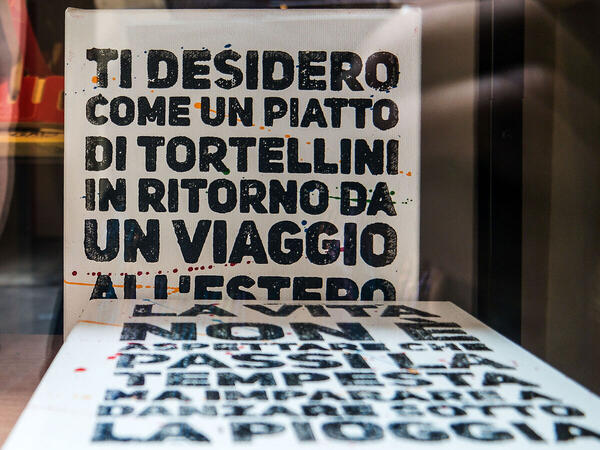 TI DESIDERO
COME UN PIATTO
DI TORTELLINI
IN RITORNO DA
UN VIAGGIO
ALL'ESTERO
LA VITA
NON È
ASPETTARE CHE
PASSI LA
TEMPESTA
MA IMPARARE A
DANZARE SOTTO
LA PIOGGIA